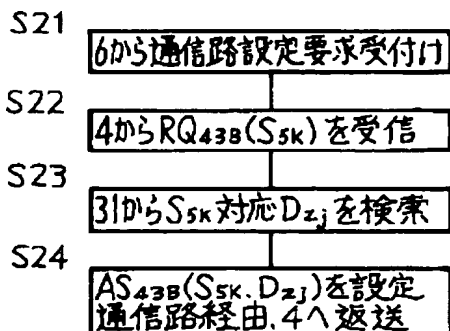 S21
6から通信路設定要求受付け
S22
4からRQ43B(S5K)を受信
S23
31からS5K対応Dzjを検索
S24
AS43B(S5K.Dzj)を設定
通信路経由、4へ返送